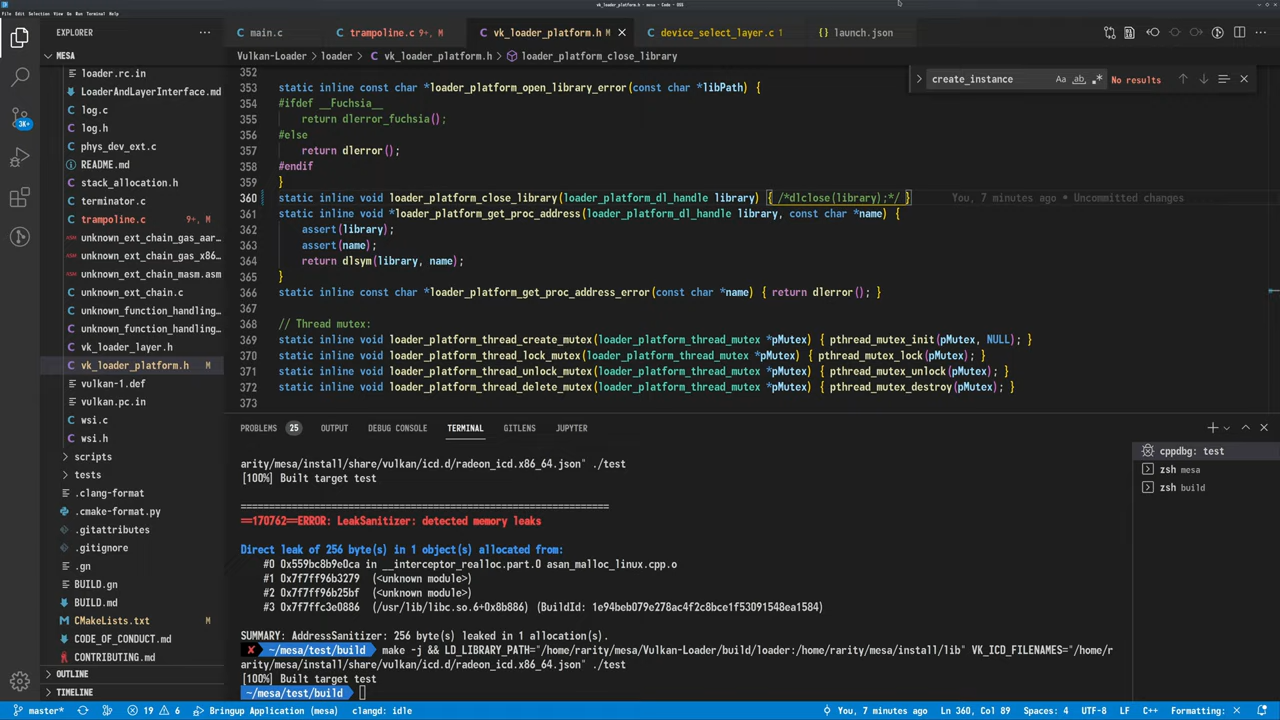 vk_loader_platform.h - mesa - Code - OSS
File Edit Selection View Go Run Terminal Help
EXPLORER
MESA
loader.rc.in
LoaderAndLayerInterface.md
log.c
log.h
phys_dev_ext.c
README.md
stack_allocation.h
terminator.c
trampoline.c 9+, M
unknown_ext_chain_gas_aar...
unknown_ext_chain_gas_x86...
unknown_ext_chain_masm.asm
unknown_ext_chain.c
unknown_function_handling...
unknown_function_handling...
vk_loader_layer.h
vk_loader_platform.h M
vulkan-1.def
vulkan.pc.in
wsi.c
wsi.h
scripts
tests
.clang-format
.cmake-format.py
.gitattributes
.gitignore
.gn
BUILD.gn
BUILD.md
CMakeLists.txt M
CODE_OF_CONDUCT.md
CONTRIBUTING.md
OUTLINE
TIMELINE
3K+
main.c
trampoline.c 9+, M
vk_loader_platform.h M
device_select_layer.c 1
launch.json
Vulkan-Loader > loader > vk_loader_platform.h > loader_platform_close_library
create_instance Aa ab .* No results
352
353 static inline const char *loader_platform_open_library_error(const char *libPath) {
354 #ifdef __Fuchsia__
355 return dlerror_fuchsia();
356 #else
357 return dlerror();
358 #endif
359 }
360 static inline void loader_platform_close_library(loader_platform_dl_handle library) { /*dlclose(library);*/ } You, 7 minutes ago • Uncommitted changes
361 static inline void *loader_platform_get_proc_address(loader_platform_dl_handle library, const char *name) {
362 assert(library);
363 assert(name);
364 return dlsym(library, name);
365 }
366 static inline const char *loader_platform_get_proc_address_error(const char *name) { return dlerror(); }
367
368 // Thread mutex:
369 static inline void loader_platform_thread_create_mutex(loader_platform_thread_mutex *pMutex) { pthread_mutex_init(pMutex, NULL); }
370 static inline void loader_platform_thread_lock_mutex(loader_platform_thread_mutex *pMutex) { pthread_mutex_lock(pMutex); }
371 static inline void loader_platform_thread_unlock_mutex(loader_platform_thread_mutex *pMutex) { pthread_mutex_unlock(pMutex); }
372 static inline void loader_platform_thread_delete_mutex(loader_platform_thread_mutex *pMutex) { pthread_mutex_destroy(pMutex); }
373
PROBLEMS 25 OUTPUT DEBUG CONSOLE TERMINAL GITLENS JUPYTER
arity/mesa/install/share/vulkan/icd.d/radeon_icd.x86_64.json" ./test
[100%] Built target test
=================================================================
==170762==ERROR: LeakSanitizer: detected memory leaks
Direct leak of 256 byte(s) in 1 object(s) allocated from:
#0 0x559bc8b9e0ca in __interceptor_realloc.part.0 asan_malloc_linux.cpp.o
#1 0x7f7ff96b3279 (<unknown module>)
#2 0x7f7ff96b25bf (<unknown module>)
#3 0x7f7ffc3e0886 (/usr/lib/libc.so.6+0x8b886) (BuildId: 1e94beb079e278ac4f2c8bce1f53091548ea1584)
SUMMARY: AddressSanitizer: 256 byte(s) leaked in 1 allocation(s).
✘ ~/mesa/test/build make -j && LD_LIBRARY_PATH="/home/rarity/mesa/Vulkan-Loader/build/loader:/home/rarity/mesa/install/lib" VK_ICD_FILENAMES="/home/r
arity/mesa/install/share/vulkan/icd.d/radeon_icd.x86_64.json" ./test
[100%] Built target test
~/mesa/test/build
cppdbg: test
zsh mesa
zsh build
master* 19 6 Bringup Application (mesa) clangd: idle You, 7 minutes ago Ln 360, Col 89 Spaces: 4 UTF-8 LF C++ Formatting: ✗